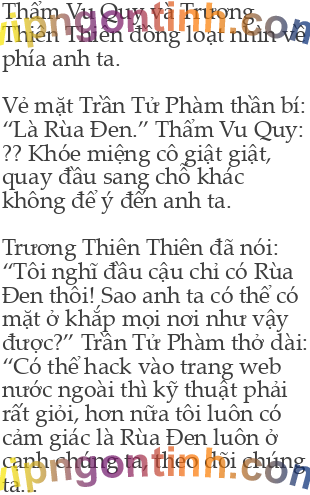 Thẩm Vu Quy và Trương
Thiên Thiên đồng loạt nhìn về
phía anh ta.
Vẻ mặt Trần Tử Phàm thần bí:
“Là Rùa Đen.” Thẩm Vu Quy:
?? Khóe miệng cô giật giật,
quay đầu sang chỗ khác
không để ý đến anh ta.
Trương Thiên Thiên đã nói:
“Tôi nghĩ đầu cậu chỉ có Rùa
Đen thôi! Sao anh ta có thể có
mặt ở khắp mọi nơi như vậy
được?” Trần Tử Phàm thở dài:
“Có thể hack vào trang web
nước ngoài thì kỹ thuật phải
rất giỏi, hơn nữa tôi luôn có
cảm giác là Rùa Đen luôn ở
cạnh chúng ta, theo dõi chúng
ta...
vipngontinh.com
vipngontinh.com